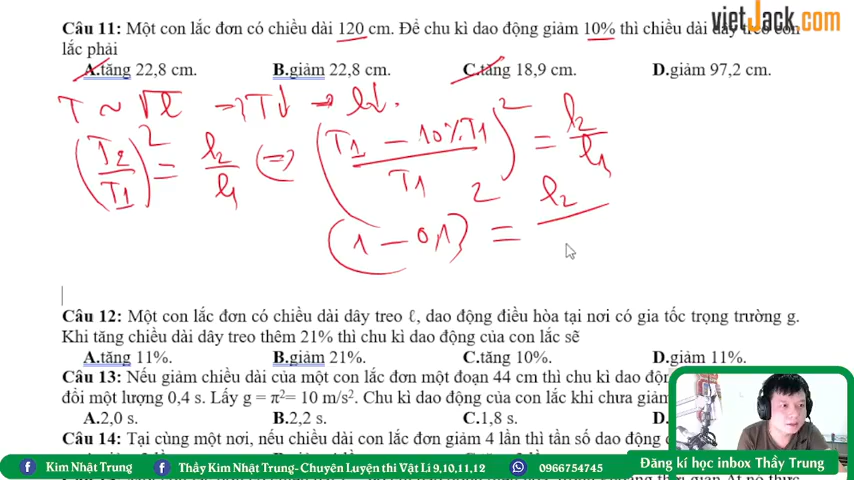 vietJack.com
Câu 11: Một con lắc đơn có chiều dài 120 cm. Để chu kì dao động giảm 10% thì chiều dài dây treo con
lắc phải
A.tăng 22,8 cm. B.giảm 22,8 cm. C.tăng 18,9 cm. D.giảm 97,2 cm.
T ~ √l => T↓ → l↓.
(T2/T1)² = l2/l1 <=> ((T1 - 10%T1)/T1)² = l2/l1
(1 - 0,1)² = l2
Câu 12: Một con lắc đơn có chiều dài dây treo ℓ, dao động điều hòa tại nơi có gia tốc trọng trường g.
Khi tăng chiều dài dây treo thêm 21% thì chu kì dao động của con lắc sẽ
A.tăng 11%. B.giảm 21%. C.tăng 10%. D.giảm 11%.
Câu 13: Nếu giảm chiều dài của một con lắc đơn một đoạn 44 cm thì chu kì dao
đổi một lượng 0,4 s. Lấy g = π²= 10 m/s². Chu kì dao động của con lắc khi chưa giảm
A.2,0 s. B.2,2 s. C.1,8 s. D.
Câu 14: Tại cùng một nơi, nếu chiều dài con lắc đơn giảm 4 lần thì tần số dao động
Kim Nhật Trung Thầy Kim Nhật Trung- Chuyên Luyện thi Vật Lí 9,10,11,12 0966754745 Đăng kí học inbox Thầy Trung